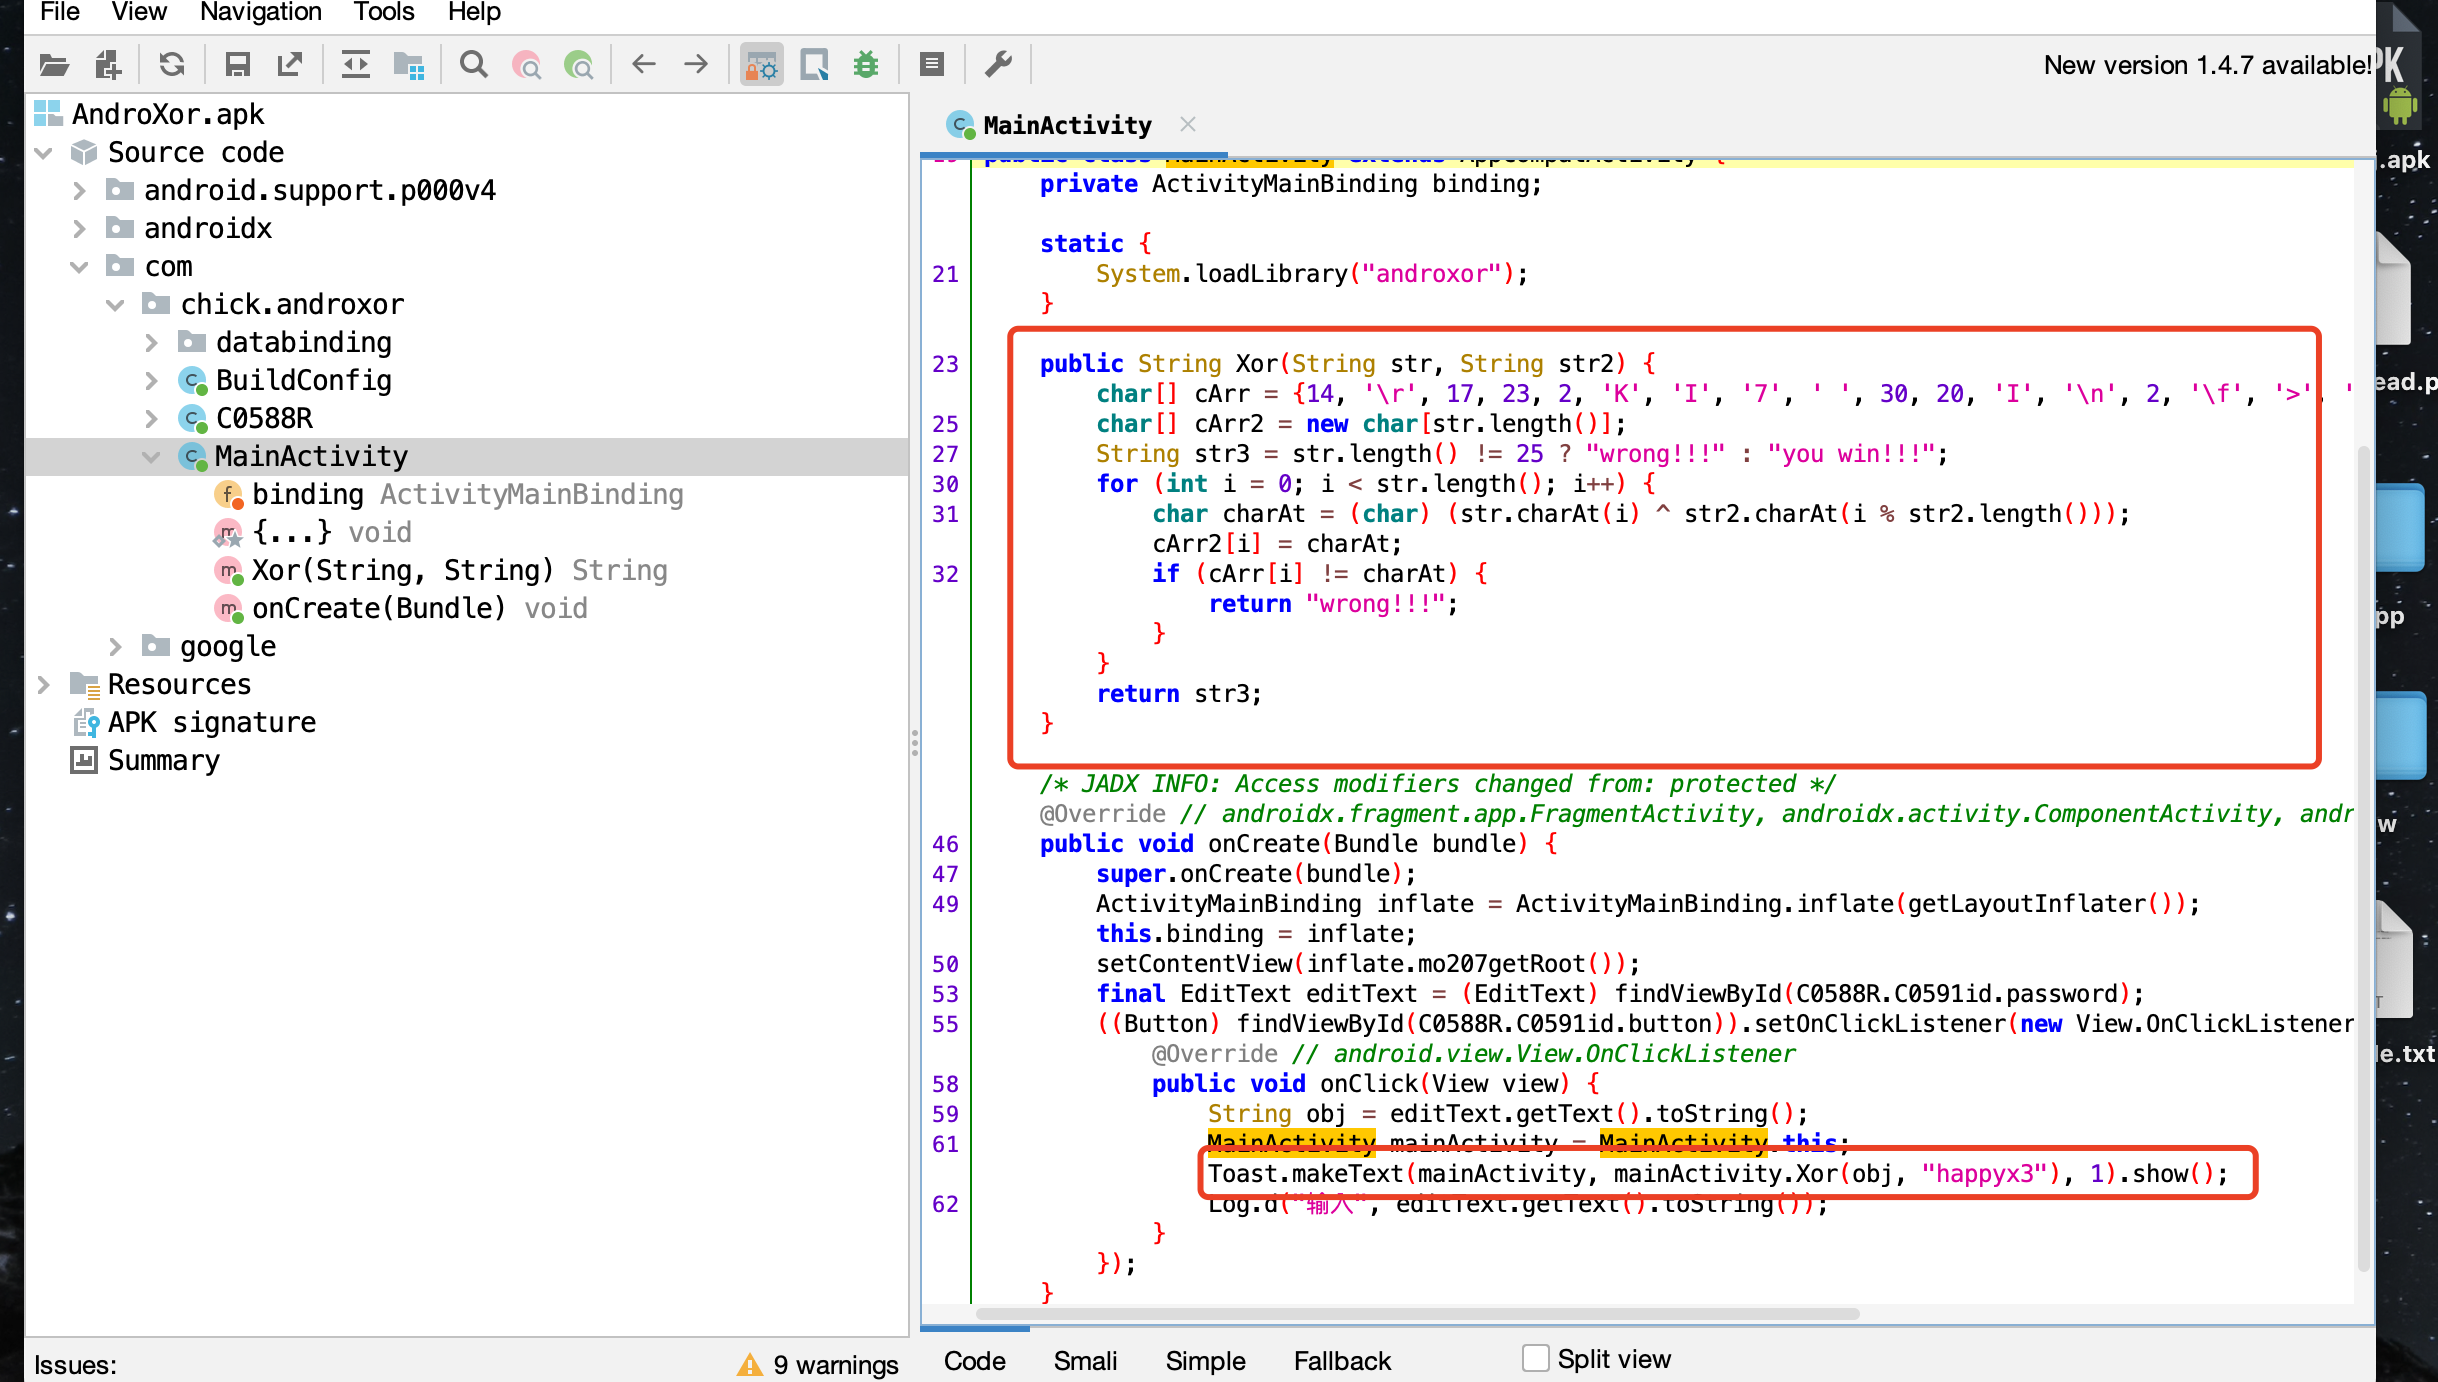 File View Navigation Tools Help
New version 1.4.7 available!
AndroXor.apk
Source code
android.support.p000v4
androidx
com
chick.androxor
databinding
BuildConfig
C0588R
MainActivity
binding ActivityMainBinding
{...} void
Xor(String, String) String
onCreate(Bundle) void
google
Resources
APK signature
Summary
Issues:
9 warnings
MainActivity
public class MainActivity extends AppCompatActivity {
private ActivityMainBinding binding;
static {
21 System.loadLibrary("androxor");
}
23 public String Xor(String str, String str2) {
char[] cArr = {14, '\r', 17, 23, 2, 'K', 'I', '7', ' ', 30, 20, 'I', '\n', 2, '\f', '>', '
25 char[] cArr2 = new char[str.length()];
27 String str3 = str.length() != 25 ? "wrong!!!" : "you win!!!";
30 for (int i = 0; i < str.length(); i++) {
31 char charAt = (char) (str.charAt(i) ^ str2.charAt(i % str2.length()));
cArr2[i] = charAt;
32 if (cArr[i] != charAt) {
return "wrong!!!";
}
}
return str3;
}
/* JADX INFO: Access modifiers changed from: protected */
@Override // androidx.fragment.app.FragmentActivity, androidx.activity.ComponentActivity, andr
46 public void onCreate(Bundle bundle) {
47 super.onCreate(bundle);
49 ActivityMainBinding inflate = ActivityMainBinding.inflate(getLayoutInflater());
this.binding = inflate;
50 setContentView(inflate.mo207getRoot());
53 final EditText editText = (EditText) findViewById(C0588R.C0591id.password);
55 ((Button) findViewById(C0588R.C0591id.button)).setOnClickListener(new View.OnClickListener
@Override // android.view.View.OnClickListener
58 public void onClick(View view) {
59 String obj = editText.getText().toString();
61 MainActivity mainActivity = MainActivity.this;
Toast.makeText(mainActivity, mainActivity.Xor(obj, "happyx3"), 1).show();
62 Log.d("输入", editText.getText().toString());
}
});
}
Code Smali Simple Fallback Split view
PK
.apk
ead.p
pp
w
le.txt